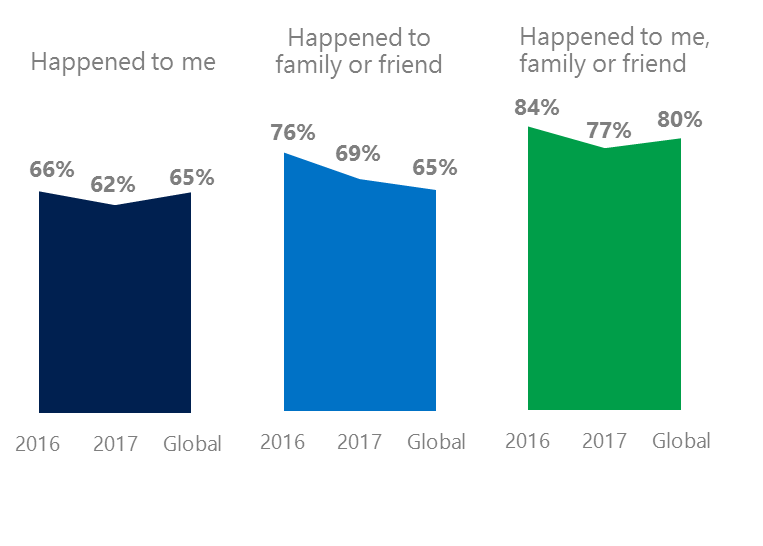 Happened to me
66%
62%
65%
2016 2017 Global
Happened to
family or friend
76%
69%
65%
2016 2017 Global
Happened to me,
family or friend
84%
77%
80%
2016 2017 Global